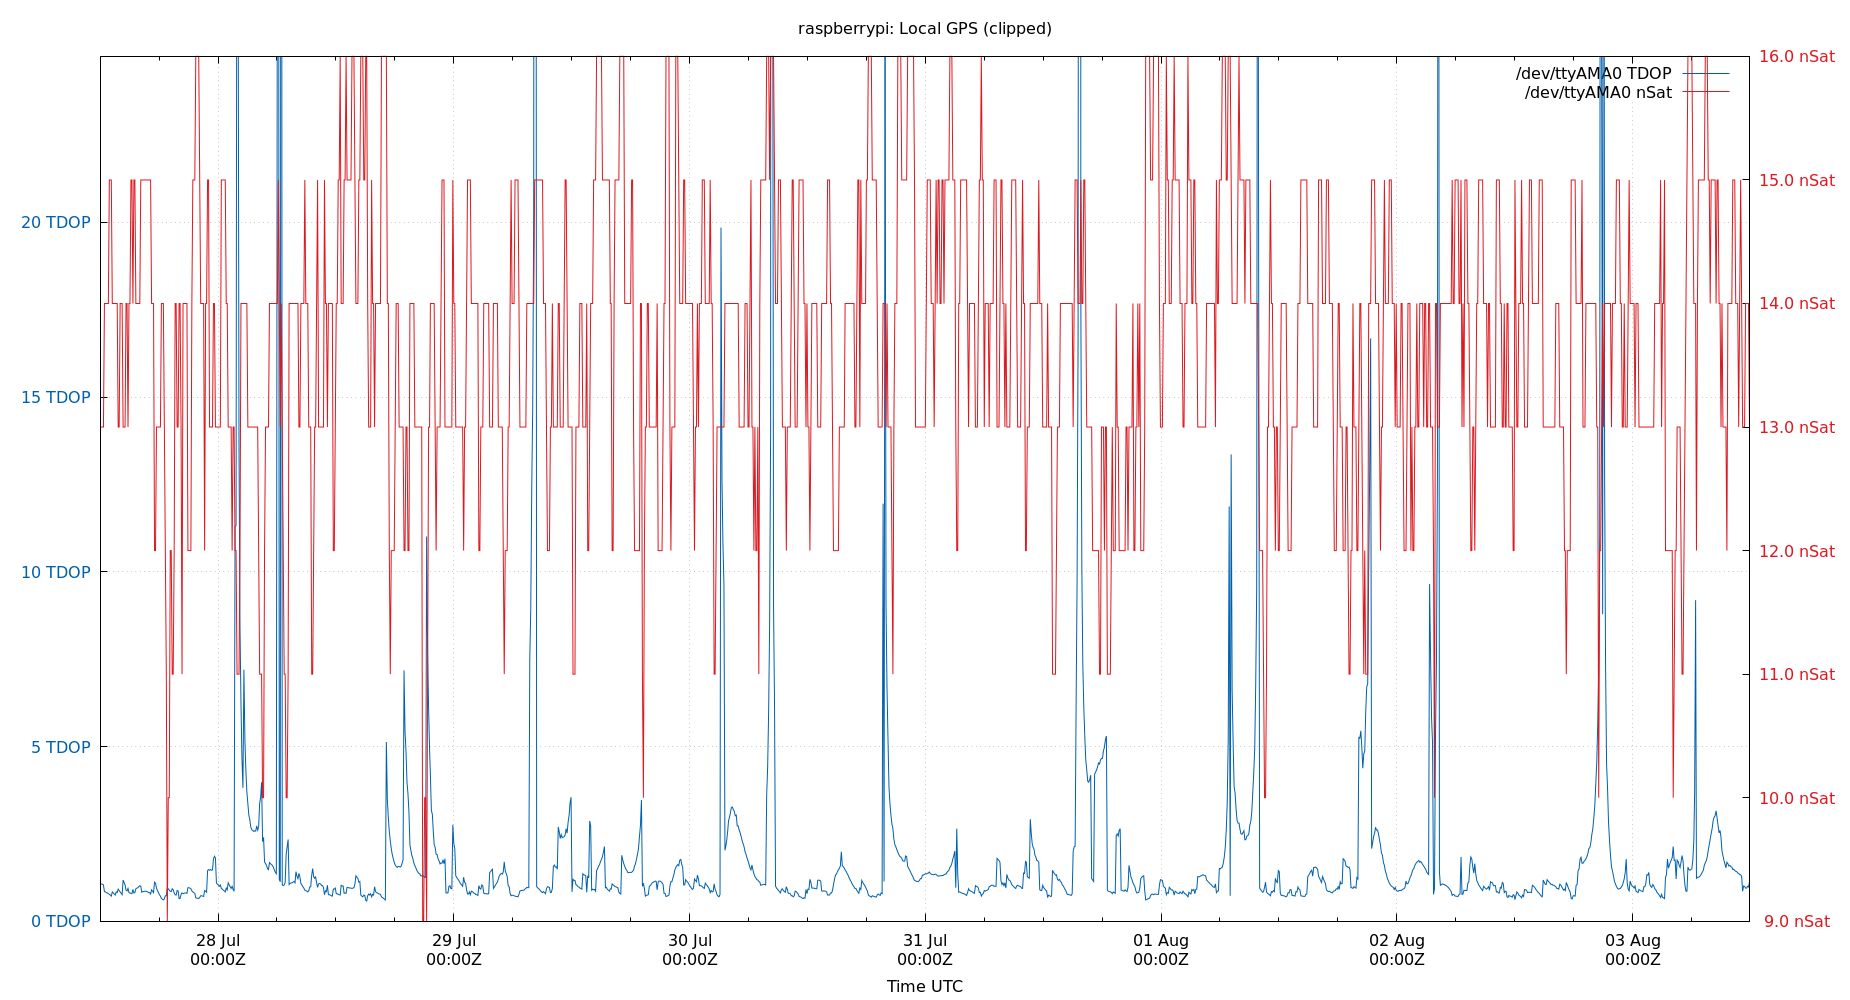 raspberrypi: Local GPS (clipped)
16.0 nSat
/dev/ttyAMA0 TDOP
/dev/ttyAMA0 nSat
15.0 nSat
20 TDOP
14.0 nSat
15 TDOP
13.0 nSat
12.0 nSat
10 TDOP
11.0 nSat
5 TDOP
10.0 nSat
0 TDOP
9.0 nSat
28 Jul 29 Jul 30 Jul 31 Jul 01 Aug 02 Aug 03 Aug
00:00Z 00:00Z 00:00Z 00:00Z 00:00Z 00:00Z 00:00Z
Time UTC